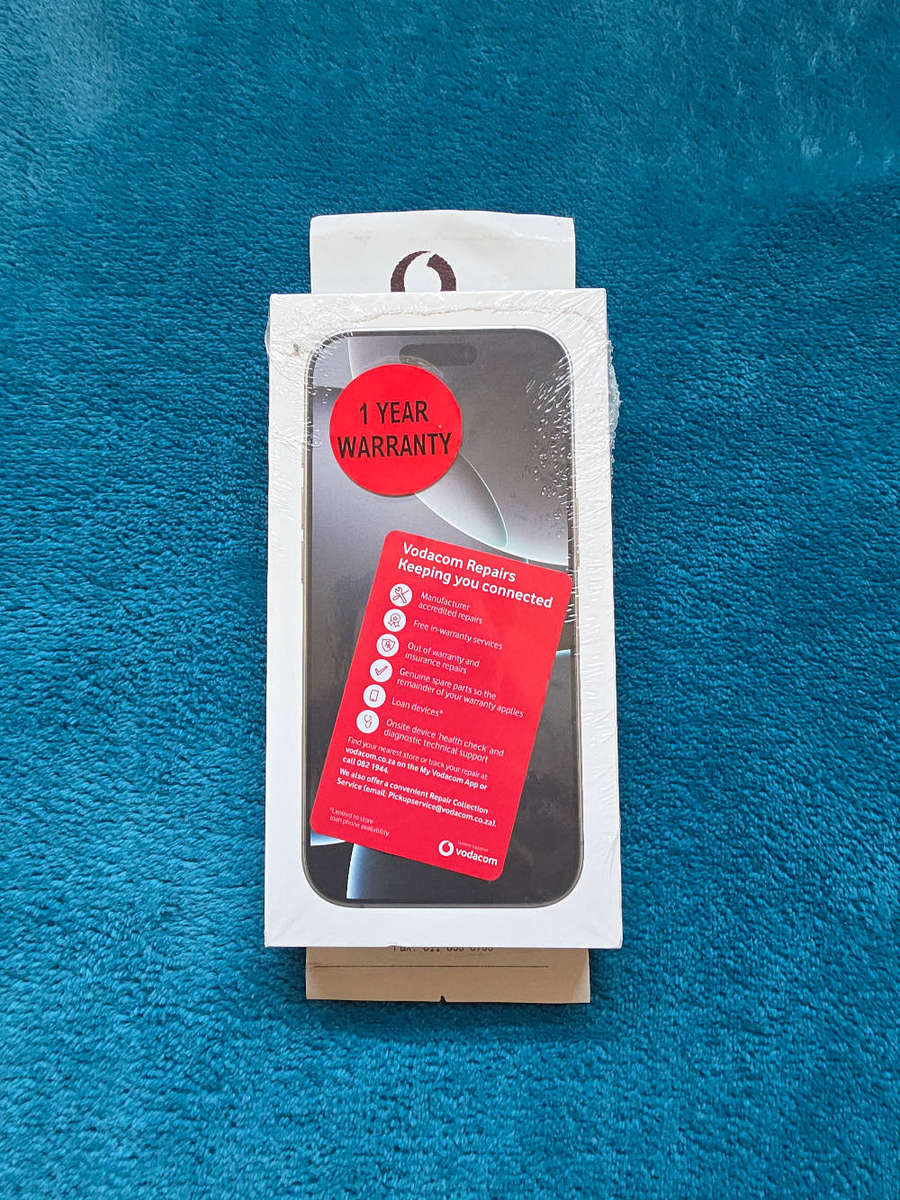 1 YEAR
WARRANTY
Vodacom Repairs
Keeping you connected
Manufacturer
accredited repairs
Free in-warranty services
Out of warranty and
insurance repairs
Genuine spare parts so the
remainder of your warranty applies
Loan devices*
Onsite device 'health check' and
diagnostic technical support
Find your nearest store or track your repair at
vodacom.co.za on the My Vodacom App or
call 082 1944.
We also offer a convenient Repair Collection
Service (email: Pickupservice@vodacom.co.za).
*Limited to store
loan phone availability
vodacom